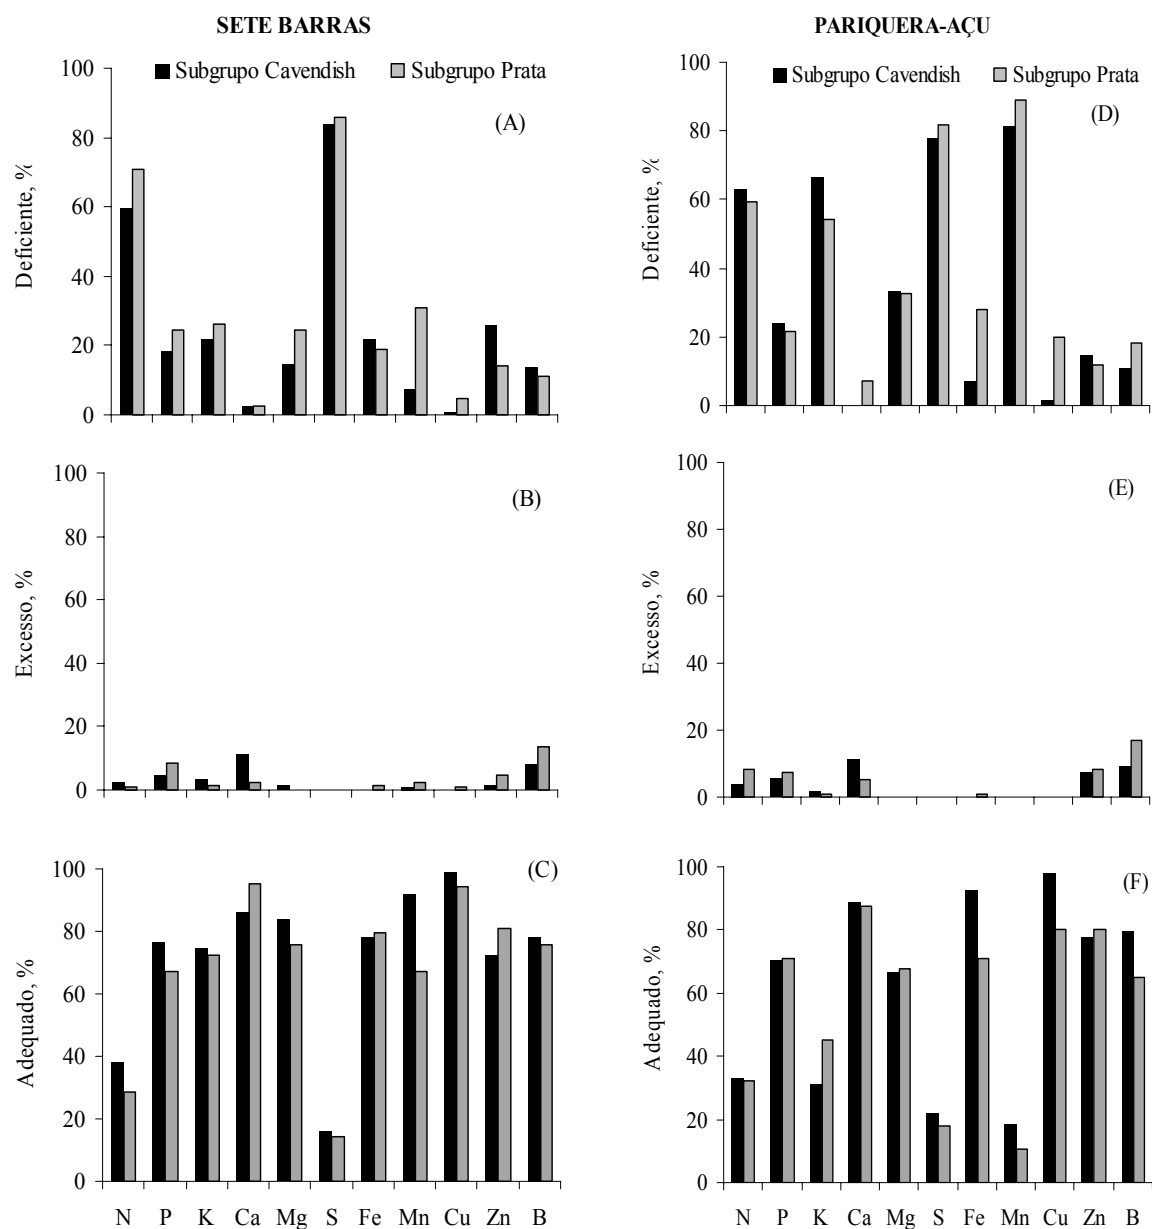 SETE BARRAS
PARIQUERA-AÇU
Subgrupo Cavendish Subgrupo Prata
(A)
Deficiente, %
100
80
60
40
20
0
Subgrupo Cavendish Subgrupo Prata
(D)
Deficiente, %
100
80
60
40
20
0
(B)
Excesso, %
100
80
60
40
20
0
(E)
Excesso, %
100
80
60
40
20
0
(C)
Adequado, %
100
80
60
40
20
0
N P K Ca Mg S Fe Mn Cu Zn B
(F)
Adequado, %
100
80
60
40
20
0
N P K Ca Mg S Fe Mn Cu Zn B